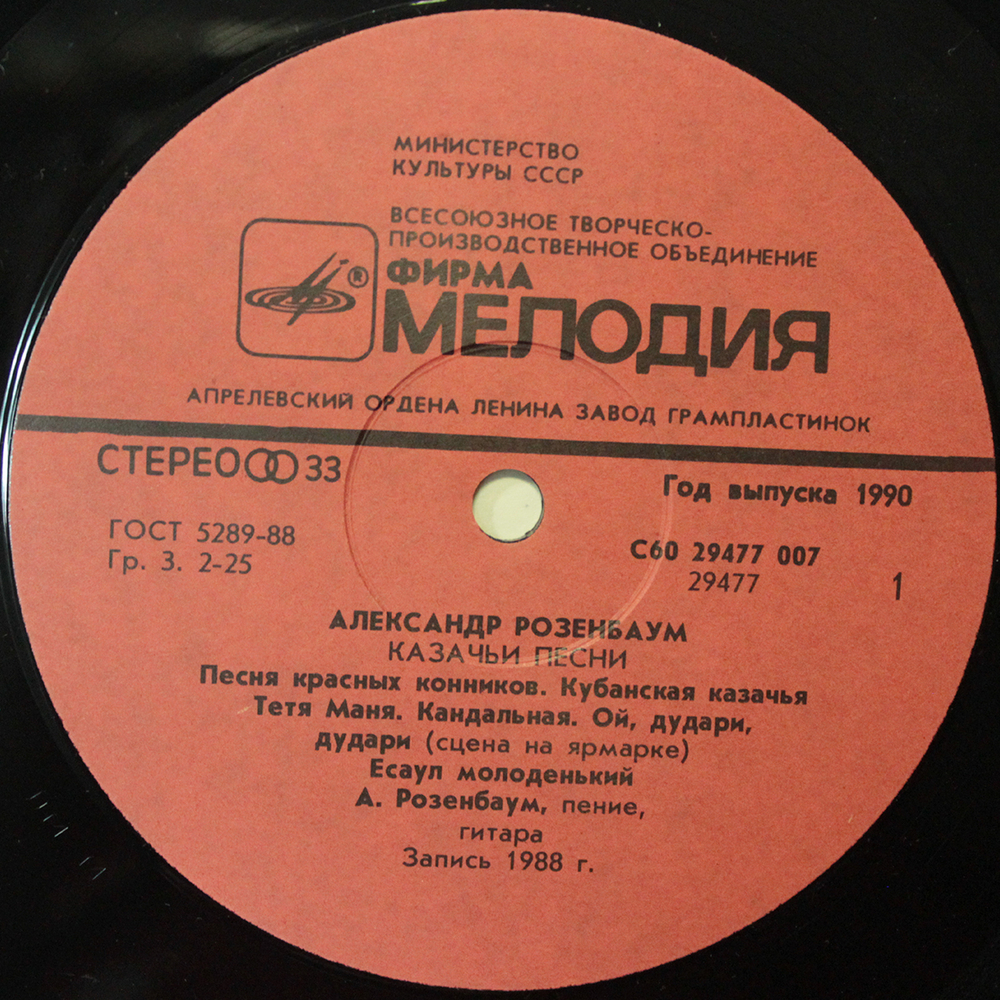 МИНИСТЕРСТВО
КУЛЬТУРЫ СССР
ВСЕСОЮЗНОЕ ТВОРЧЕСКО-
ПРОИЗВОДСТВЕННОЕ ОБЪЕДИНЕНИЕ
ФИРМА
®
МЕЛОДИЯ
АПРЕЛЕВСКИЙ ОРДЕНА ЛЕНИНА ЗАВОД ГРАМПЛАСТИНОК
СТЕРЕО 33
Год выпуска 1990
ГОСТ 5289-88
Гр. 3. 2-25
С60 29477 007
29477
1
АЛЕКСАНДР РОЗЕНБАУМ
КАЗАЧЬИ ПЕСНИ
Песня красных конников. Кубанская казачья
Тетя Маня. Кандальная. Ой, дудари,
дудари (сцена на ярмарке)
Есаул молоденький
А. Розенбаум, пение,
гитара
Запись 1988 г.